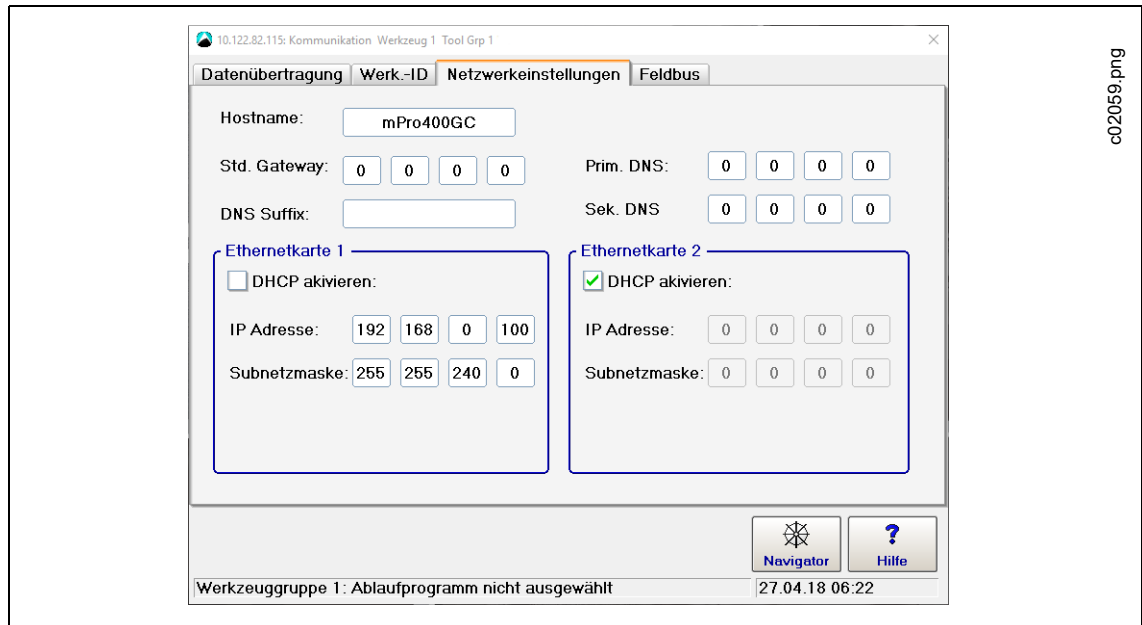 10.122.82.115: Kommunikation Werkzeug 1 Tool Grp 1
Datenübertragung Werk.-ID Netzwerkeinstellungen Feldbus
Hostname: mPro400GC
Std. Gateway: 0 0 0 0 Prim. DNS: 0 0 0 0
DNS Suffix: Sek. DNS 0 0 0 0
Ethernetkarte 1 Ethernetkarte 2
DHCP akivieren: DHCP akivieren:
IP Adresse: 192 168 0 100 IP Adresse: 0 0 0 0
Subnetzmaske: 255 255 240 0 Subnetzmaske: 0 0 0 0
? 
Navigator Hilfe
Werkzeuggruppe 1: Ablaufprogramm nicht ausgewählt 27.04.18 06:22
c02059.png